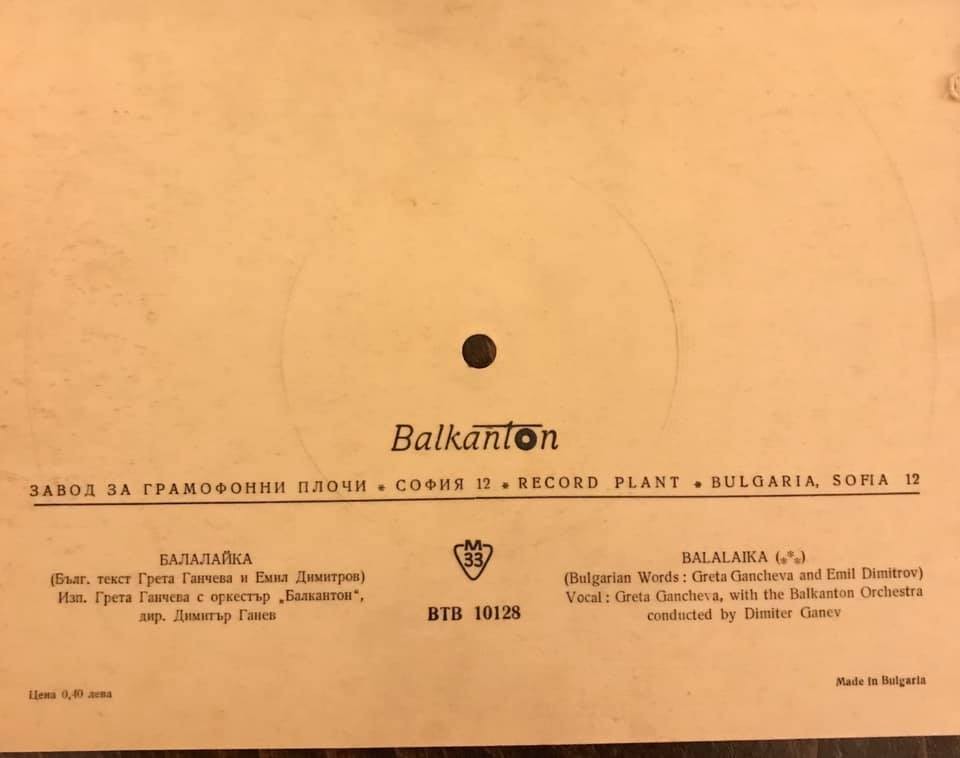 Balkanton
ЗАВОД ЗА ГРАМОФОННИ ПЛОЧИ * СОФИЯ 12 * RECORD PLANT * BULGARIA, SOFIA 12
БАЛАЛАЙКА
(Бълг. текст Грета Ганчева и Емил Димитров)
Изп. Грета Ганчева с оркестър „Балкантон“,
дир. Димитър Ганев
М
33
ВТВ 10128
BALALAIKA (***)
(Bulgarian Words : Greta Gancheva and Emil Dimitrov)
Vocal : Greta Gancheva, with the Balkanton Orchestra
conducted by Dimiter Ganev
Цена 0,40 лева
Made in Bulgaria